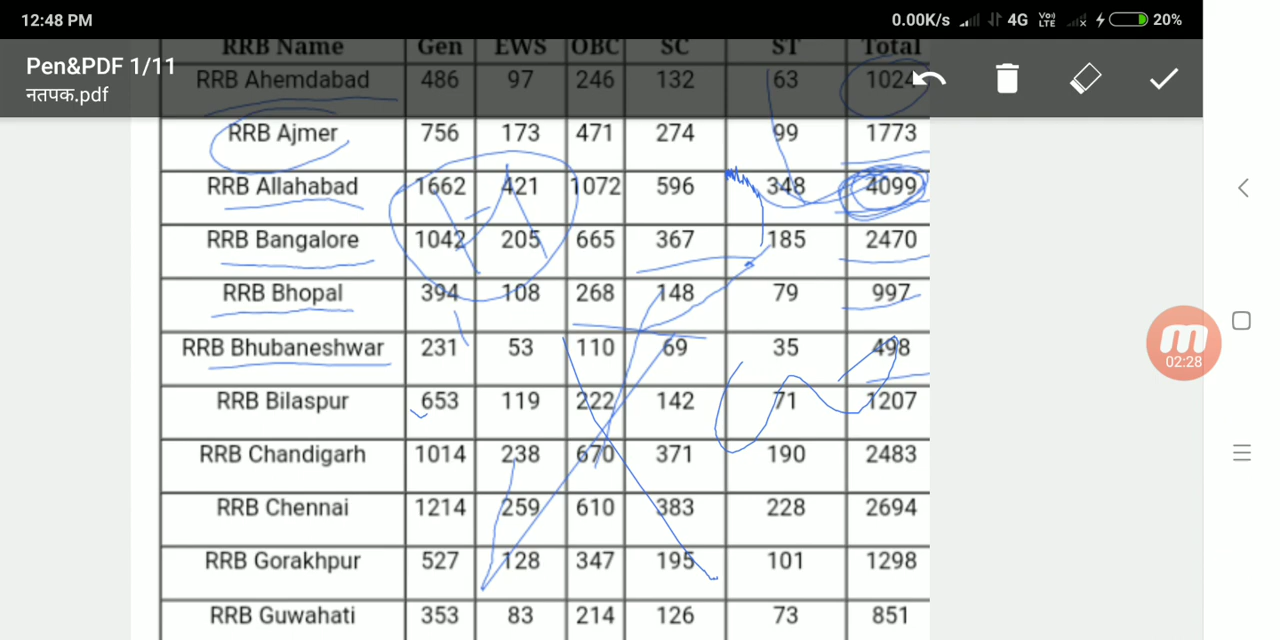 12:48 PM 0.00K/s 4G Vo) LTE 20%
RRB Name Gen EWS OBC SC ST Total
Pen&PDF 1/11
RRB Ahemdabad 486 97 246 132 63 1024
नतपक.pdf
RRB Ajmer 756 173 471 274 99 1773
RRB Allahabad 1662 421 1072 596 348 4099
RRB Bangalore 1042 205 665 367 185 2470
RRB Bhopal 394 108 268 148 79 997
RRB Bhubaneshwar 231 53 110 69 35 498
02:28
RRB Bilaspur 653 119 222 142 71 1207
RRB Chandigarh 1014 238 670 371 190 2483
RRB Chennai 1214 259 610 383 228 2694
RRB Gorakhpur 527 128 347 195 101 1298
RRB Guwahati 353 83 214 126 73 851